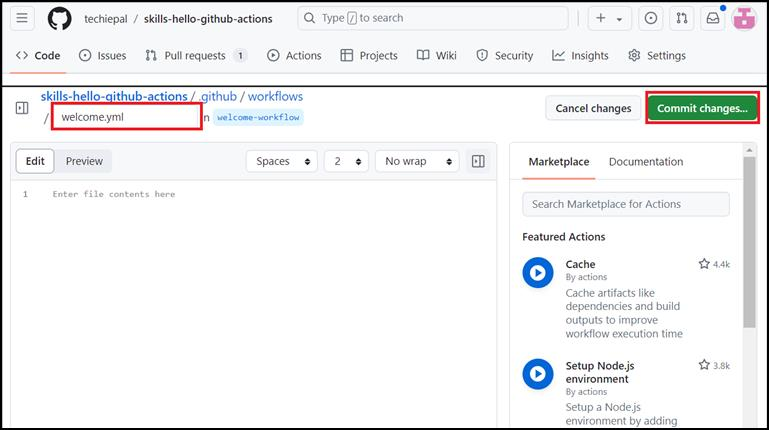 techiepal / skills-hello-github-actions
Type / to search
Code
Issues
Pull requests 1
Actions
Projects
Wiki
Security
Insights
Settings
skills-hello-github-actions / .github / workflows
/ welcome.yml n welcome-workflow
Cancel changes
Commit changes...
Edit
Preview
Spaces
2
No wrap
1 Enter file contents here
Marketplace
Documentation
Search Marketplace for Actions
Featured Actions
Cache
4.4k
By actions
Cache artifacts like
dependencies and build
outputs to improve
workflow execution time
Setup Node.js
environment
3.8k
By actions
Setup a Node.js
environment by adding